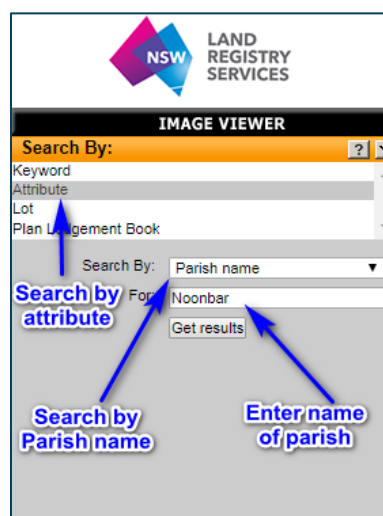 NSW
LAND
REGISTRY
SERVICES
IMAGE VIEWER
Search By:
?
Keyword
Attribute
Lot
Plan Lodgement Book
Search By:
Parish name
Search by
attribute
For:
Noonbar
Get results
Search by
Parish name
Enter name
of parish